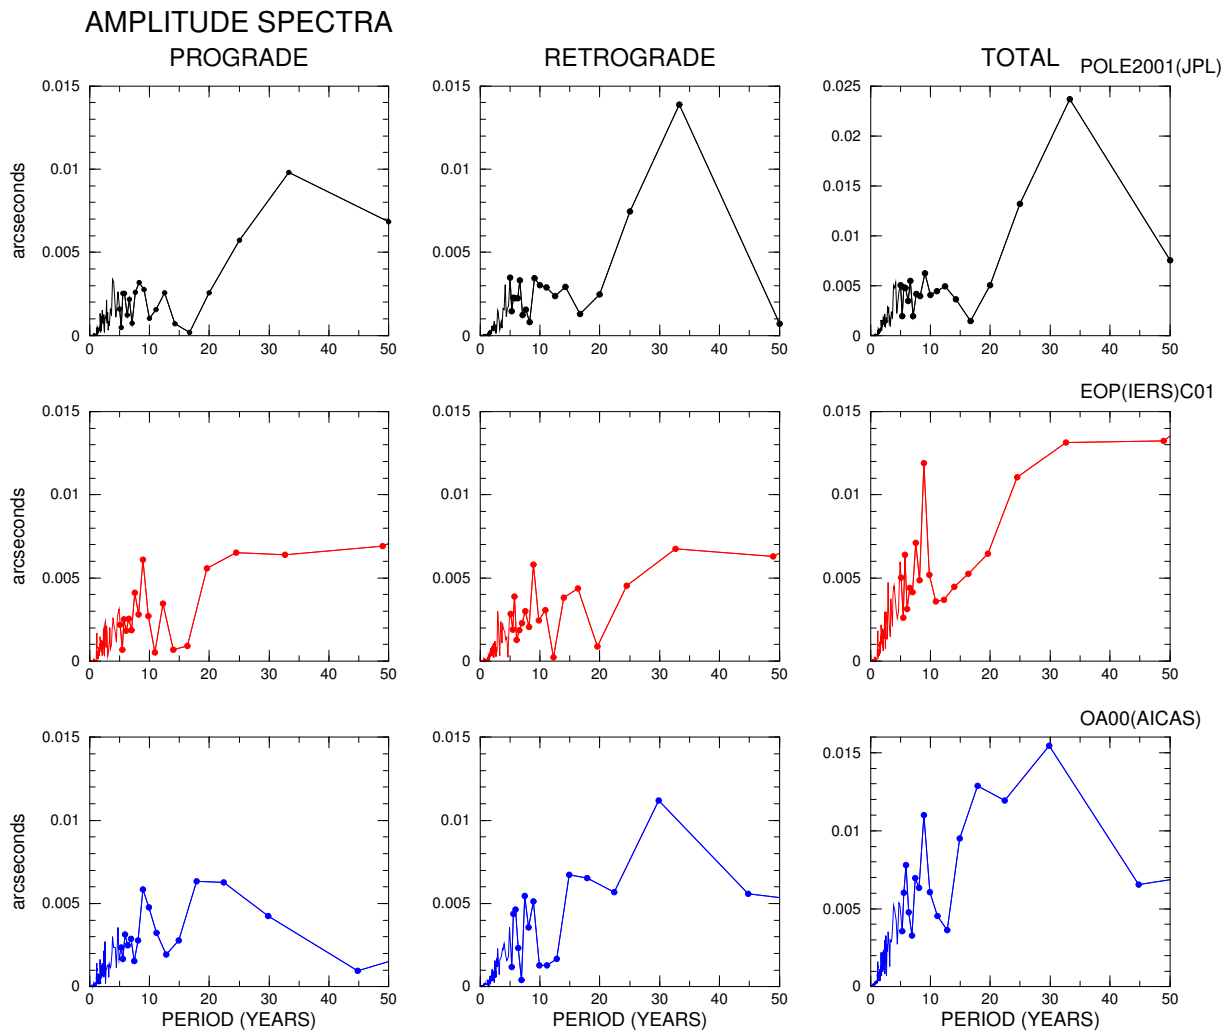 AMPLITUDE SPECTRA
PROGRADE RETROGRADE TOTAL POLE2001(JPL)
0.015 0.015 0.025
0.02
0.01 0.01
0.015
arcseconds
0.01
0.005 0.005
0.005
0 0 0
0 10 20 30 40 50 0 10 20 30 40 50 0 10 20 30 40 50
EOP(IERS)C01
0.015 0.015 0.015
0.01 0.01 0.01
arcseconds
0.005 0.005 0.005
0 0 0
0 10 20 30 40 50 0 10 20 30 40 50 0 10 20 30 40 50
OA00(AICAS)
0.015 0.015 0.015
0.01 0.01 0.01
arcseconds
0.005 0.005 0.005
0 0 0
0 10 20 30 40 50 0 10 20 30 40 50 0 10 20 30 40 50
PERIOD (YEARS) PERIOD (YEARS) PERIOD (YEARS)